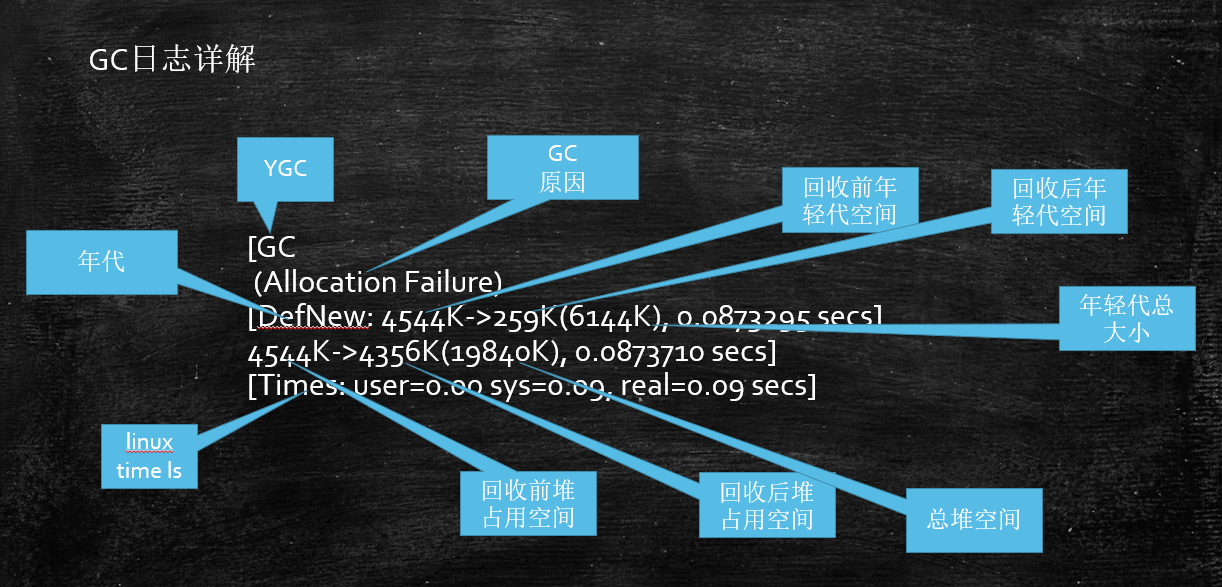 GC日志详解
YGC
GC
原因
回收前年
轻代空间
回收后年
轻代空间
年代
[GC
(Allocation Failure)
[DefNew: 4544K->259K(6144K), 0.0873295 secs]
4544K->4356K(19840K), 0.0873710 secs]
[Times: user=0.00 sys=0.09, real=0.09 secs]
年轻代总
大小
linux
time ls
回收前堆
占用空间
回收后堆
占用空间
总堆空间